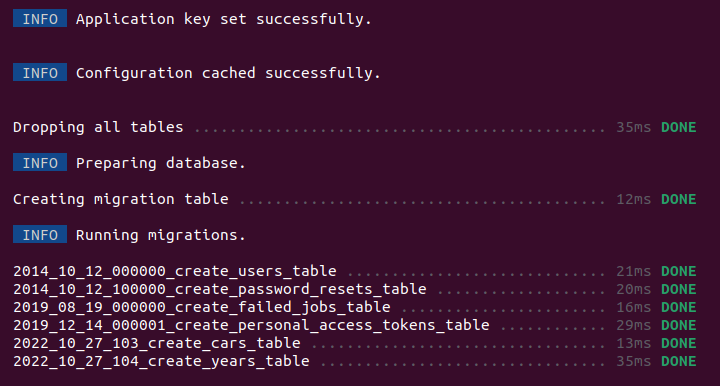 INFO Application key set successfully.
INFO Configuration cached successfully.
Dropping all tables .............................................. 35ms DONE
INFO Preparing database.
Creating migration table ......................................... 12ms DONE
INFO Running migrations.
2014_10_12_000000_create_users_table ............................. 21ms DONE
2014_10_12_100000_create_password_resets_table ................... 20ms DONE
2019_08_19_000000_create_failed_jobs_table ....................... 16ms DONE
2019_12_14_000001_create_personal_access_tokens_table ............ 29ms DONE
2022_10_27_103_create_cars_table ................................. 13ms DONE
2022_10_27_104_create_years_table ................................ 35ms DONE